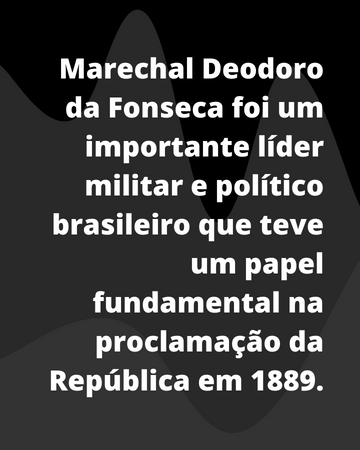 Marechal Deodoro
da Fonseca foi um
importante líder
militar e político
brasileiro que teve
um papel
fundamental na
proclamação da
República em 1889.